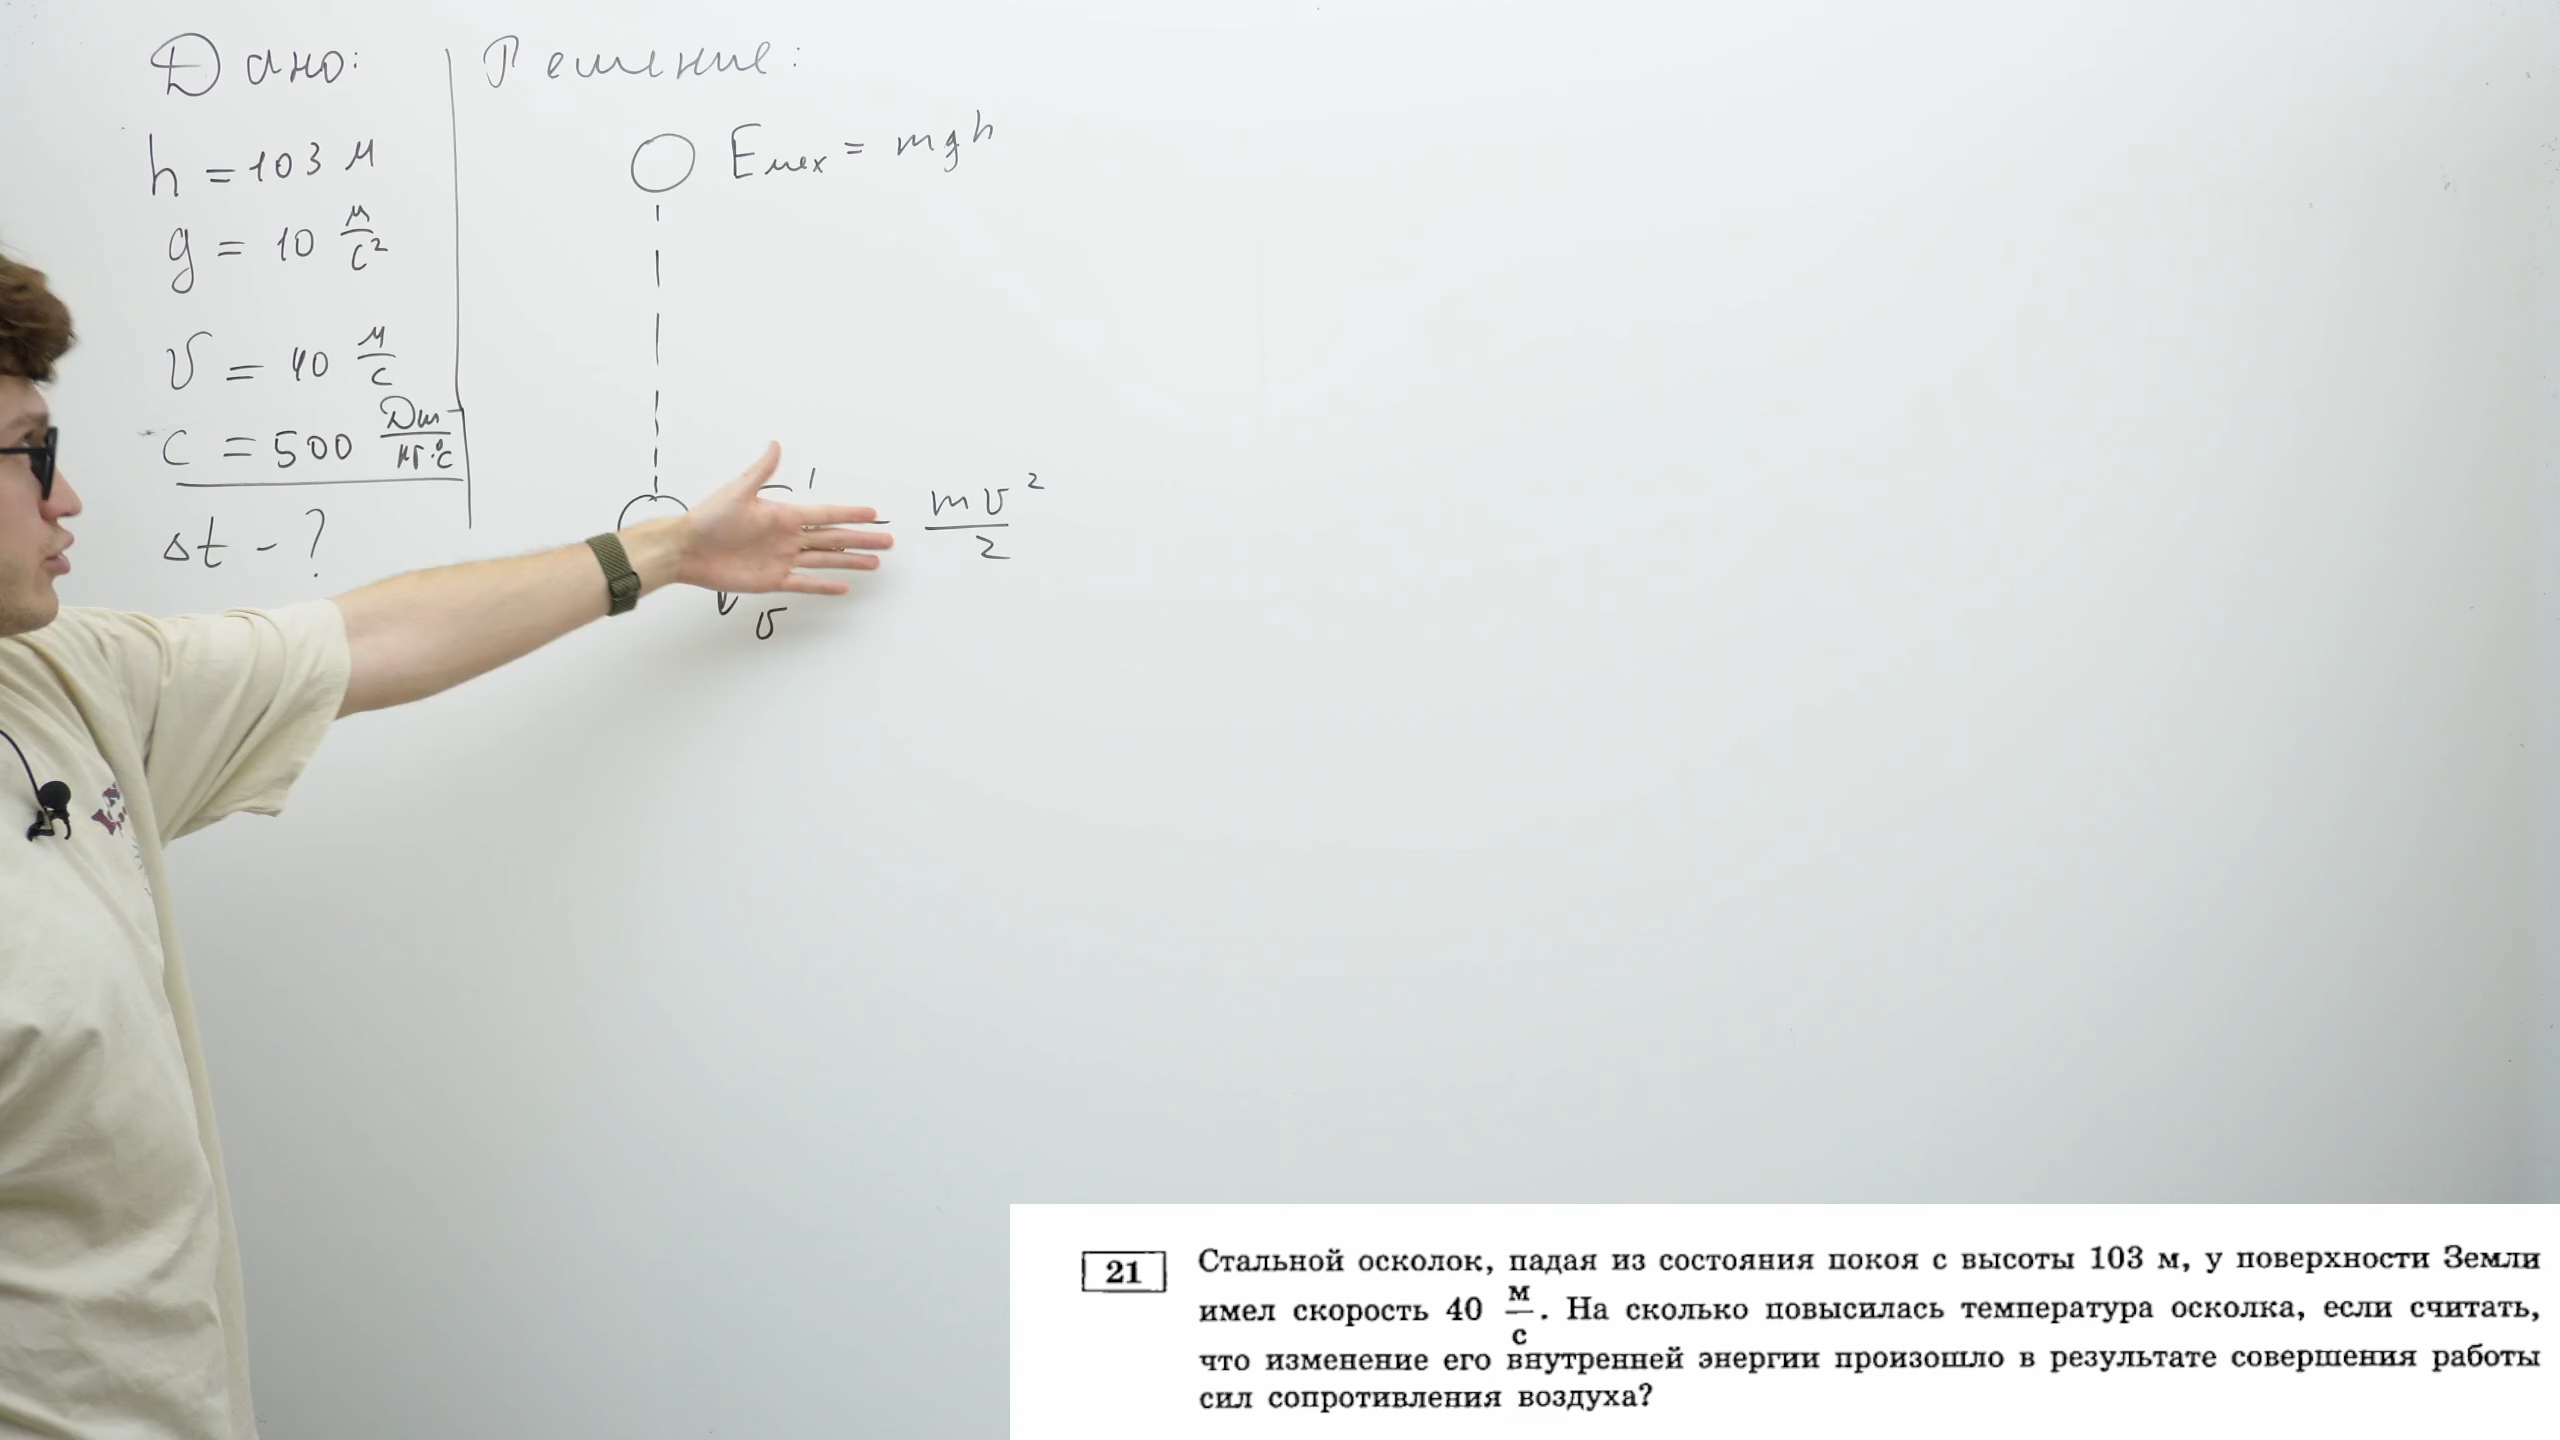 Дано:
h = 103 м
g = 10 м/с²
v = 40 м/с
c = 500 Дж/кг·°C
Δt - ?
Решение:
Eмех = mgh
mv²/2
v
21
Стальной осколок, падая из состояния покоя с высоты 103 м, у поверхности Земли
имел скорость 40 м/с. На сколько повысилась температура осколка, если считать,
что изменение его внутренней энергии произошло в результате совершения работы
сил сопротивления воздуха?